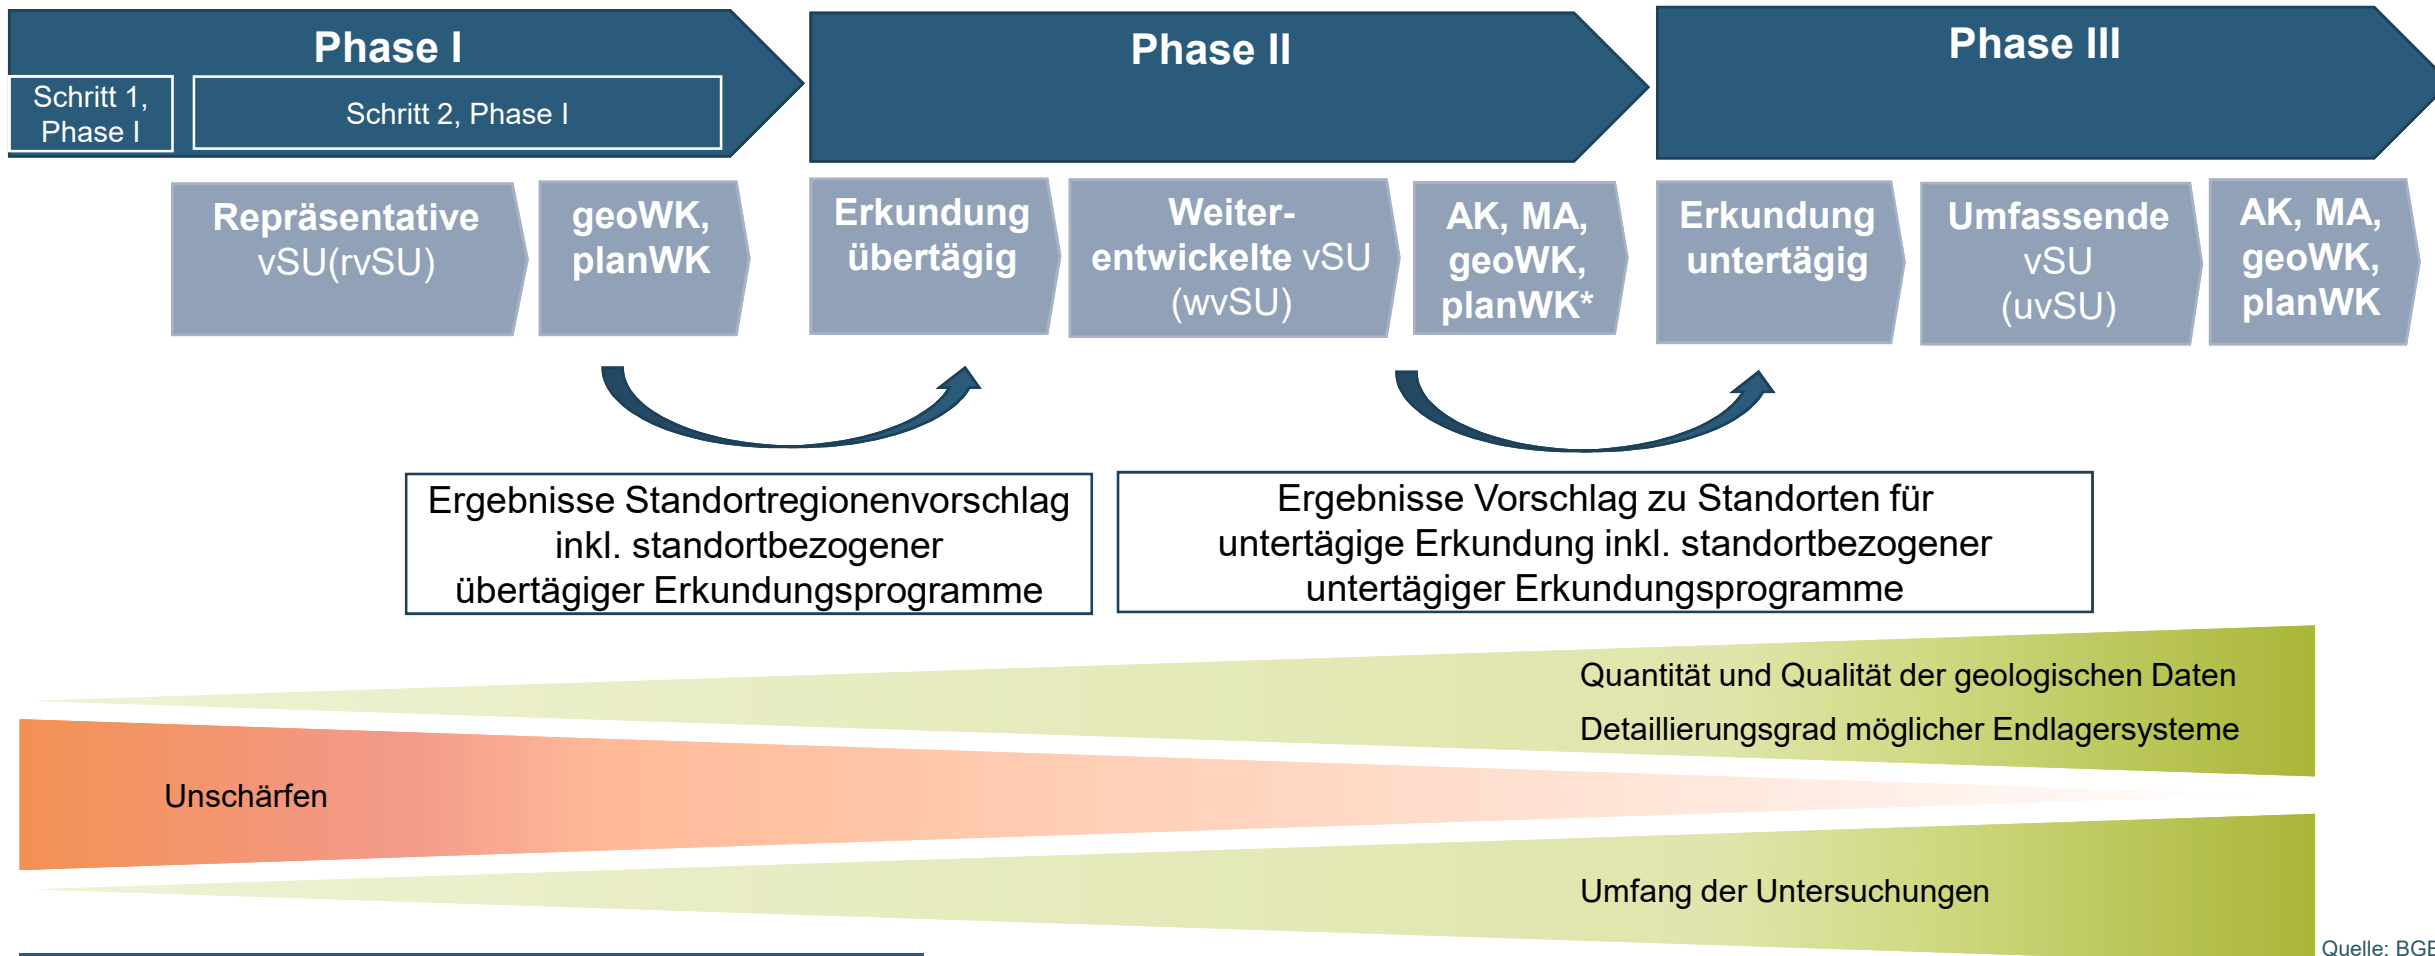 Phase I
Schritt 1,
Phase I
Schritt 2, Phase I
Phase II
Phase III
Repräsentative
vSU(rvSU)
geoWK,
planWK
Erkundung
übertägig
Weiter-
entwickelte vSU
(wvSU)
AK, MA,
geoWK,
planWK*
Erkundung
untertägig
Umfassende
vSU
(uvSU)
AK, MA,
geoWK,
planWK
Ergebnisse Standortregionenvorschlag
inkl. standortbezogener
übertägiger Erkundungsprogramme
Ergebnisse Vorschlag zu Standorten für
untertägige Erkundung inkl. standortbezogener
untertägiger Erkundungsprogramme
Quantität und Qualität der geologischen Daten
Detaillierungsgrad möglicher Endlagersysteme
Unschärfen
Umfang der Untersuchungen
Quelle: BGE